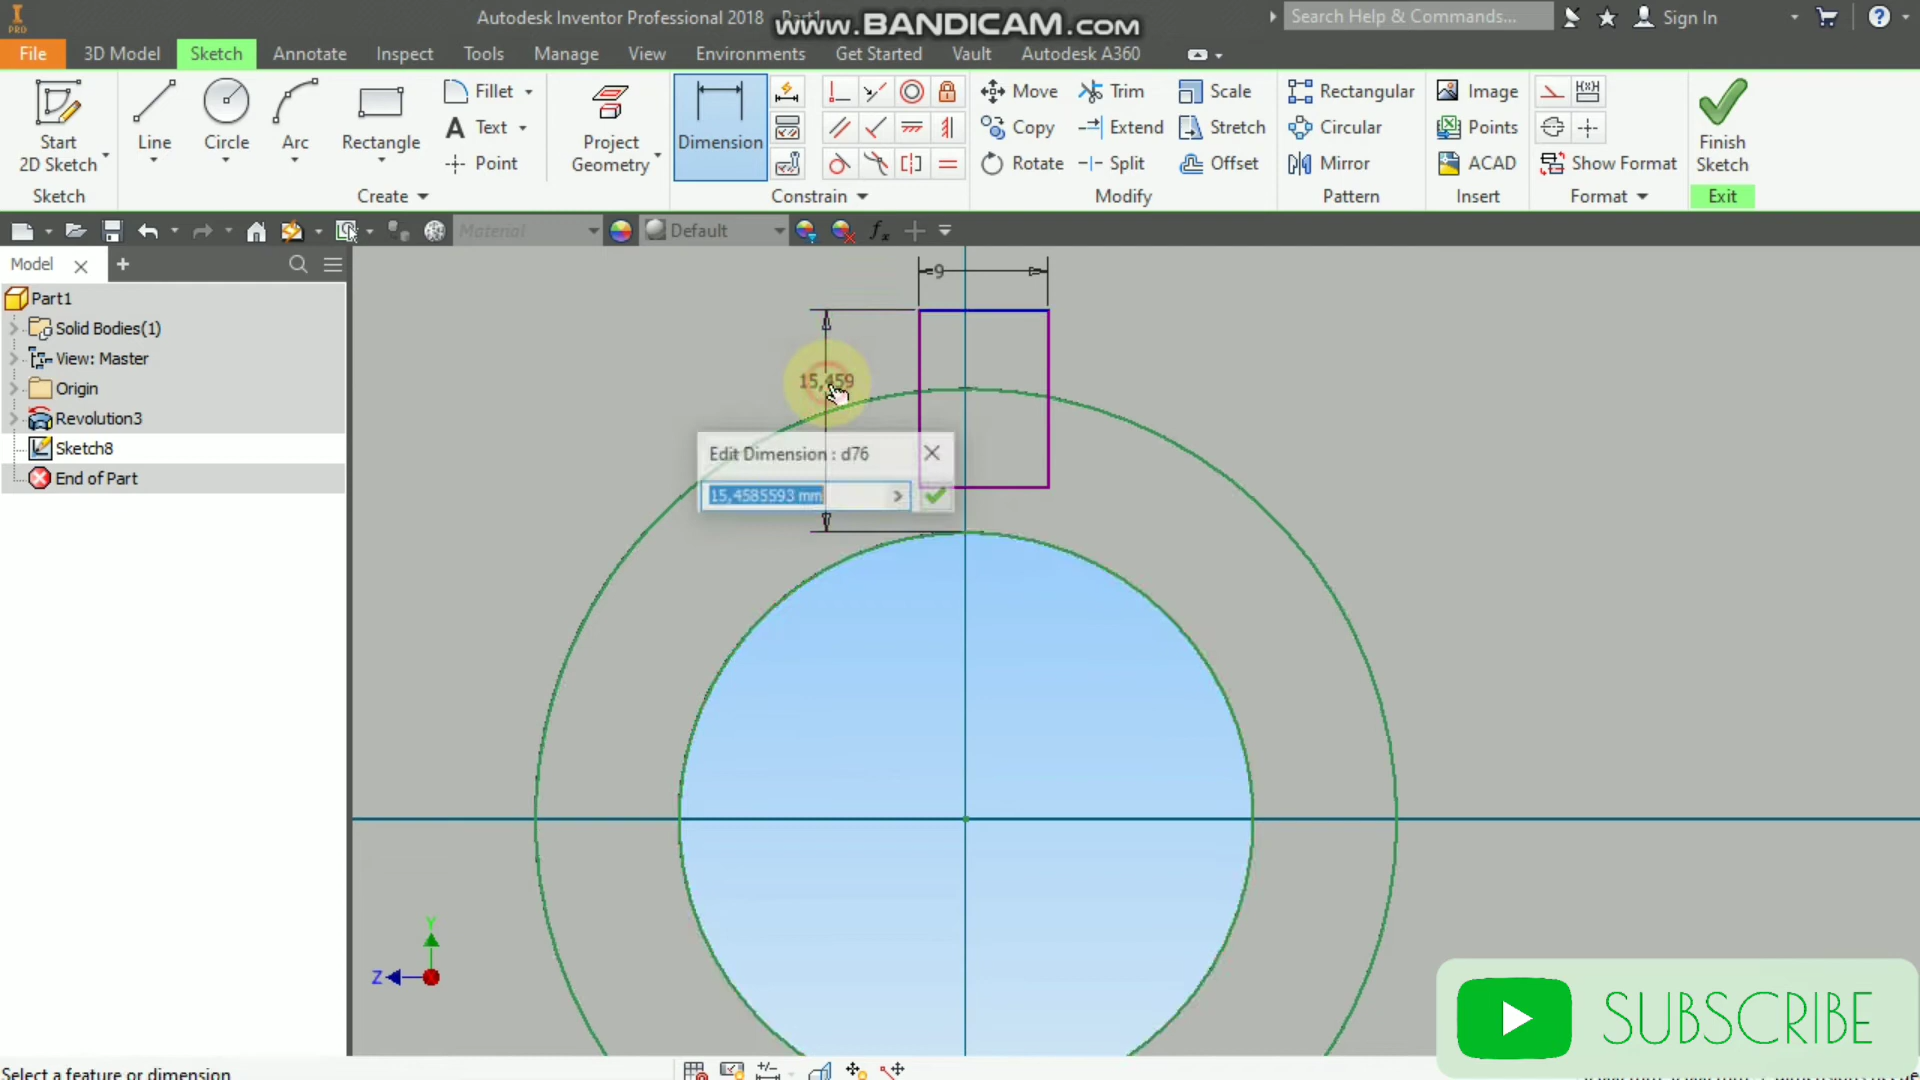 Autodesk Inventor Professional 2018 Part1
www.BANDICAM.com
Search Help & Commands...
Sign In
PRO
File 3D Model Sketch Annotate Inspect Tools Manage View Environments Get Started Vault Autodesk A360
Start 2D Sketch
Line
Circle
Arc
Rectangle
Fillet
Text
Point
Project Geometry
Dimension
Move Trim Scale
Copy Extend Stretch
Rotate Split Offset
Rectangular
Circular
Mirror
Image
Points
ACAD
Show Format
Finish Sketch
Sketch Create Constrain Modify Pattern Insert Format Exit
Material Default fx
Model
Part1
Solid Bodies(1)
View: Master
Origin
Revolution3
Sketch8
End of Part
9
15,459
Edit Dimension : d76
15,4585593 mm
Y
Z
SUBSCRIBE
Select a feature or dimension